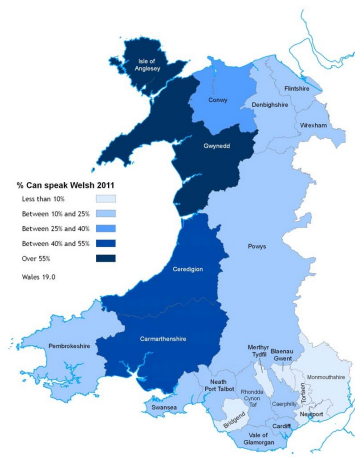 Isle of
Anglesey
Conwy
Flintshire
Denbighshire
Wrexham
Gwynedd
% Can speak Welsh 2011
Less than 10%
Between 10% and 25%
Between 25% and 40%
Between 40% and 55%
Over 55%
Wales 19.0
Powys
Ceredigion
Carmarthenshire
Pembrokeshire
Swansea
Neath
Port Talbot
Bridgend
Rhondda
Cynon
Taf
Merthyr
Tydfil
Blaenau
Gwent
Caerphilly
Torfaen
Monmouthshire
Newport
Cardiff
Vale of
Glamorgan